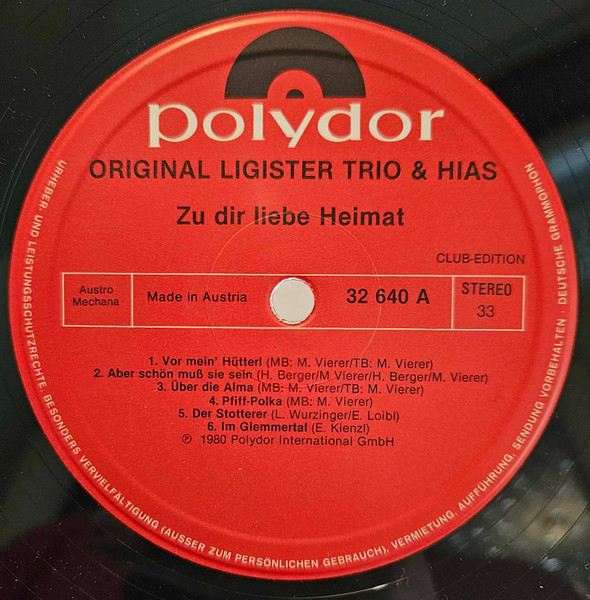 polydor
ORIGINAL LIGISTER TRIO & HIAS
Zu dir liebe Heimat
CLUB-EDITION
Austro
Mechana
Made in Austria
32 640 A
STEREO
33
1. Vor mein' Hütterl (MB: M. Vierer/TB: M. Vierer)
2. Aber schön muß sie sein (H. Berger/M Vierer/H. Berger/M. Vierer)
3. Über die Alma (MB: M. Vierer/TB: M. Vierer)
4. Pfiff-Polka (MB: M. Vierer)
5. Der Stotterer (L. Wurzinger/E. Loibl)
6. Im Glemmertal (E. Kienzl)
℗ 1980 Polydor International GmbH
URHEBER- UND LEISTUNGSSCHUTZRECHTE, BESONDERS VERVIELFÄLTIGUNG (AUSSER ZUM PERSÖNLICHEN GEBRAUCH), VERMIETUNG, AUFFÜHRUNG, SENDUNG VORBEHALTEN · DEUTSCHE GRAMMOPHON